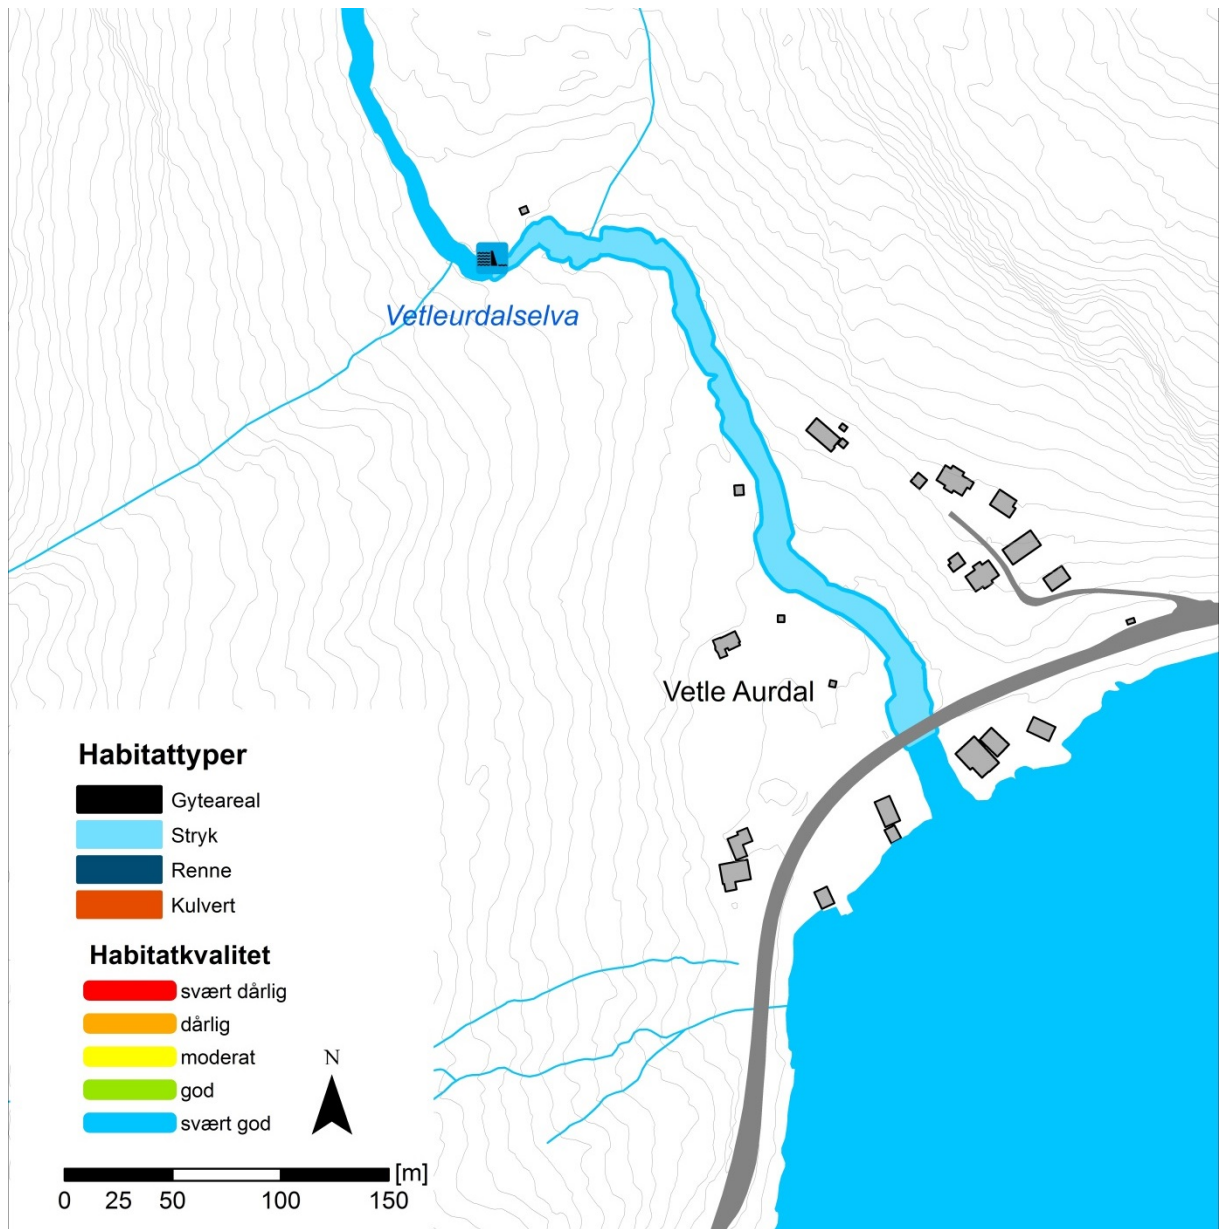 Vetleurdalselva
Vetle Aurdal
Habitattyper
Gyteareal
Stryk
Renne
Kulvert
Habitatkvalitet
svært dårlig
dårlig
moderat
god
svært god
N
[m]
0 25 50 100 150